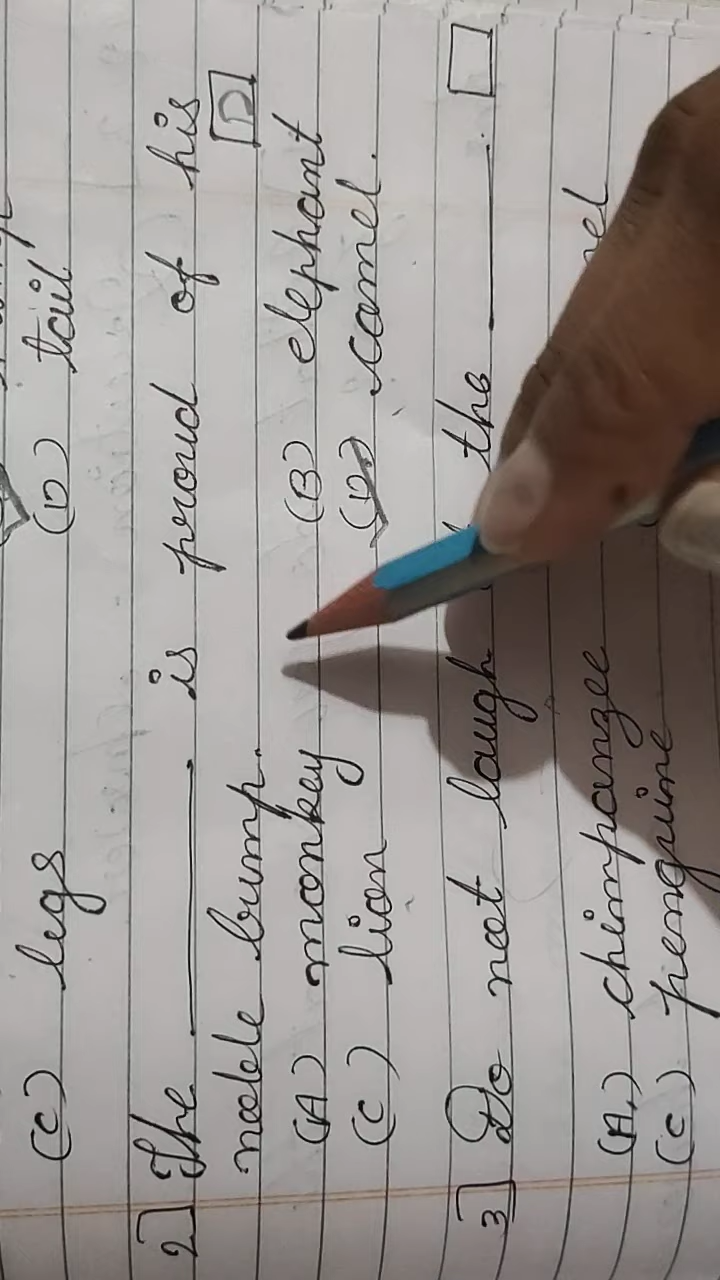 (C) legs (D) tail
2] The ______ is proud of his
noble bump. [D]
(A) monkey (B) elephant
(C) lion (D) camel.
3] Do not laugh the ______. 
(A) chimpanzee
(C) penguine